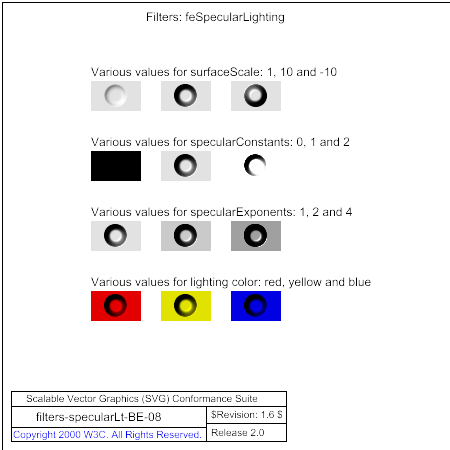 Filters: feSpecularLighting
Various values for surfaceScale: 1, 10 and -10
Various values for specularConstants: 0, 1 and 2
Various values for specularExponents: 1, 2 and 4
Various values for lighting color: red, yellow and blue
Scalable Vector Graphics (SVG) Conformance Suite
filters-specularLt-BE-08
$Revision: 1.6 $
Copyright 2000 W3C. All Rights Reserved.
Release 2.0